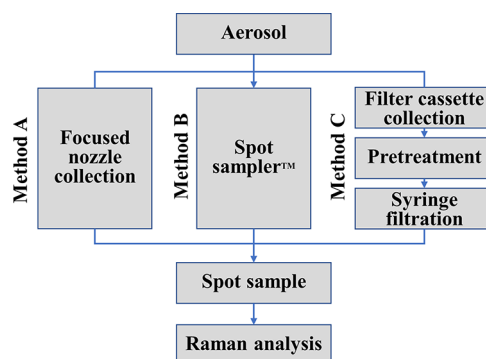 Aerosol
Method A
Focused
nozzle
collection
Method B
Spot
sampler™
Method C
Filter cassette
collection
Pretreatment
Syringe
filtration
Spot sample
Raman analysis